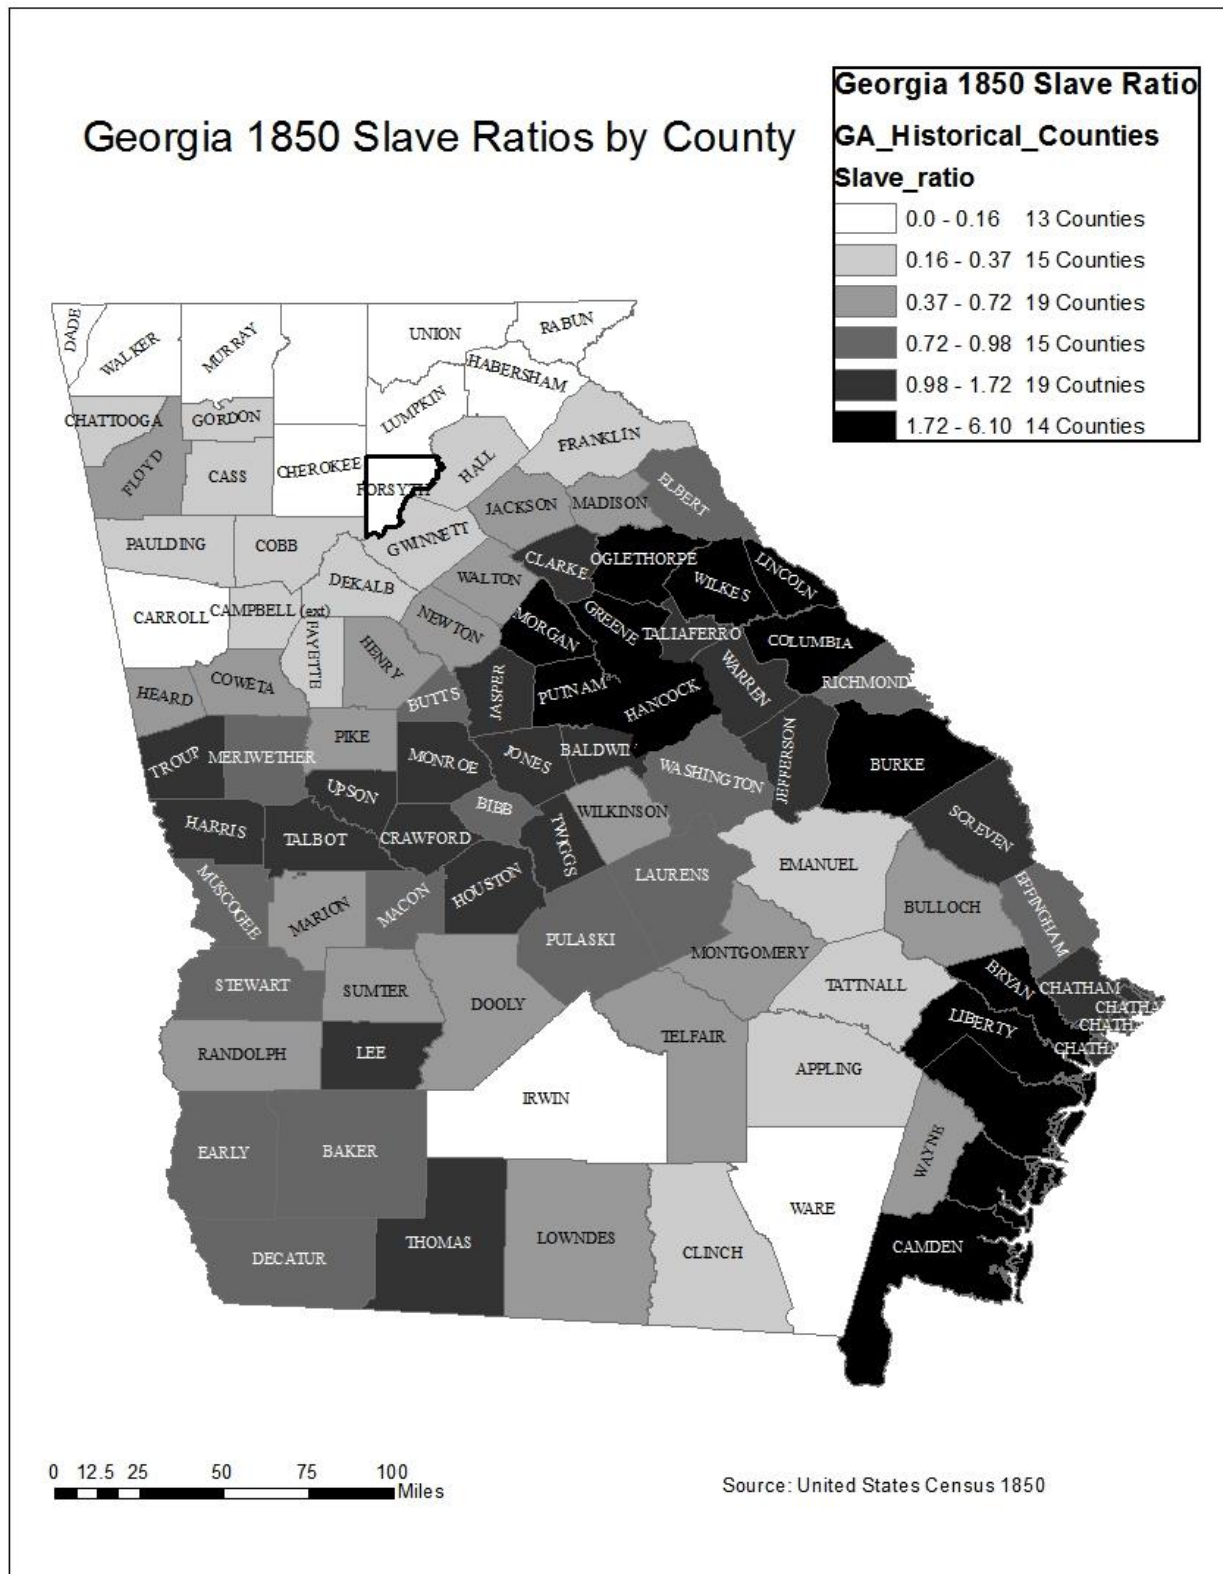 Georgia 1850 Slave Ratios by County
Georgia 1850 Slave Ratio
GA_Historical_Counties
Slave_ratio
0.0 - 0.16 13 Counties
0.16 - 0.37 15 Counties
0.37 - 0.72 19 Counties
0.72 - 0.98 15 Counties
0.98 - 1.72 19 Coutnies
1.72 - 6.10 14 Counties
DADE
WALKER
MURRAY
UNION
RABUN
HABERSHAM
LUMPKIN
CHATTOOGA
GORDON
FRANKLIN
HALL
FLOYD
CASS
CHEROKEE
FORSYTH
ELBERT
JACKSON
MADISON
PAULDING
COBB
GWINNETT
CLARKE
OGLETHORPE
LINCOLN
WILKES
DEKALB
WALTON
CARROLL
CAMPBELL (ext)
NEWTON
MORGAN
GREENE
TALIAFERRO
COLUMBIA
FAYETTE
HENRY
WARREN
RICHMOND
HEARD
COWETA
BUTTS
JASPER
PUTNAM
HANCOCK
TROUP
MERIWETHER
PIKE
MONROE
JONES
BALDWIN
WASHINGTON
JEFFERSON
BURKE
UPSON
BIBB
WILKINSON
SCREVEN
HARRIS
TALBOT
CRAWFORD
TWIGGS
EMANUEL
MUSCOGEE
MARION
MACON
HOUSTON
LAURENS
BULLOCH
EFFINGHAM
PULASKI
MONTGOMERY
STEWART
SUMTER
DOOLY
TATTNALL
BRYAN
CHATHAM
CHATHA
CHATH
CHATHA
LIBERTY
RANDOLPH
LEE
TELFAIR
APPLING
IRWIN
EARLY
BAKER
WAYNE
WARE
THOMAS
LOWNDES
CLINCH
CAMDEN
DECATUR
0 12.5 25 50 75 100
Miles
Source: United States Census 1850